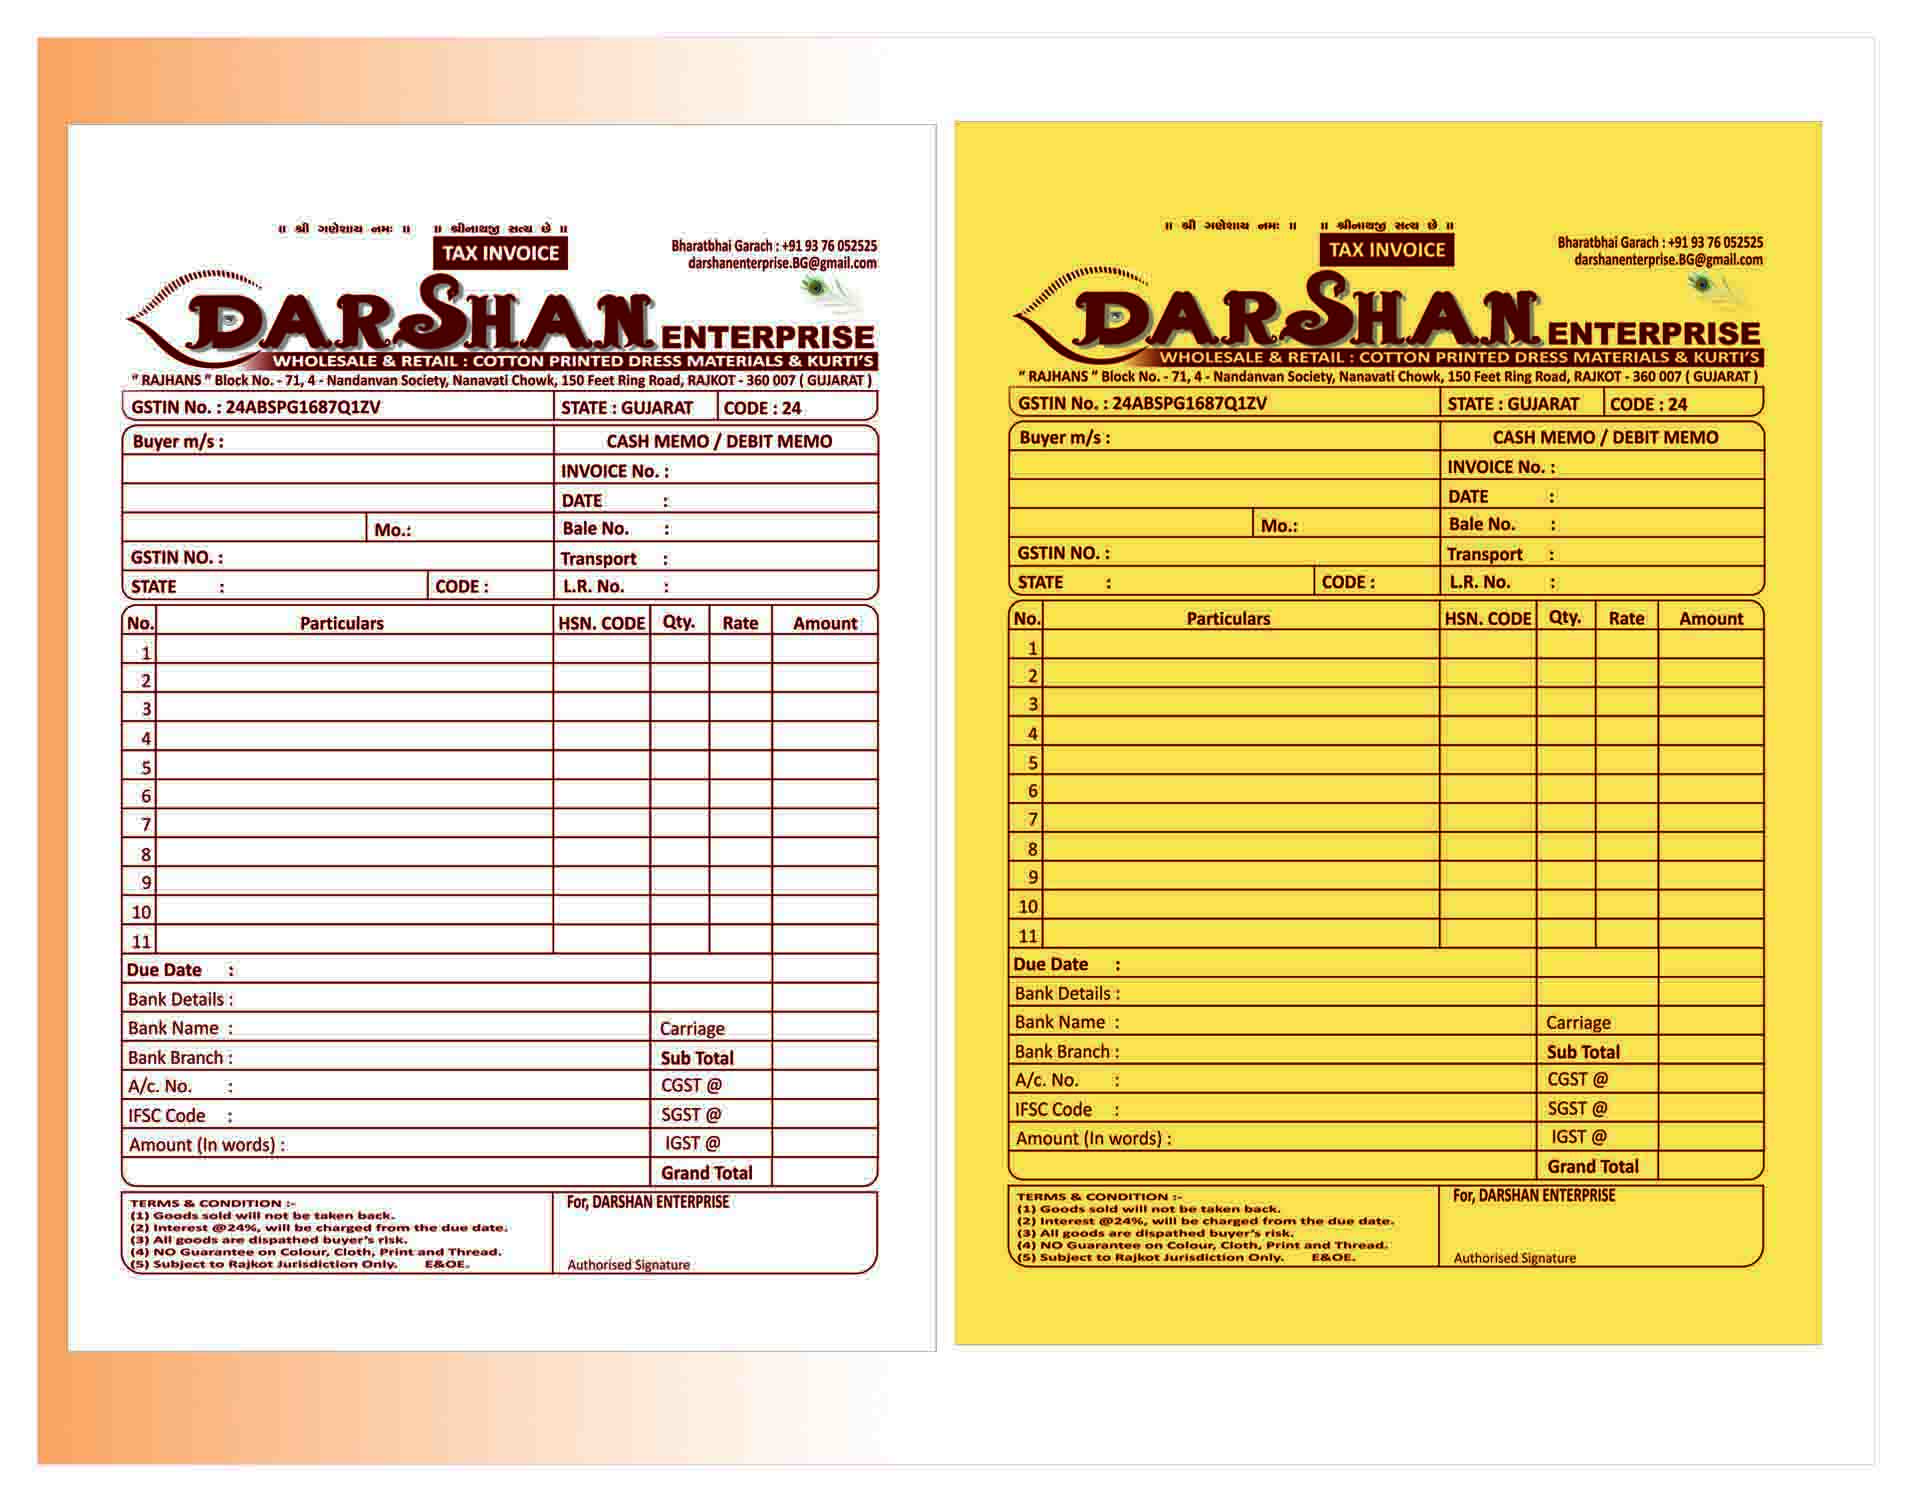 ॥ શ્રી ગણેશાય નમઃ ॥ ॥ શ્રીનાથજી સત્ય છે ॥
TAX INVOICE
Bharatbhai Garach : +91 93 76 052525
darshanenterprise.BG@gmail.com
DARSHAN ENTERPRISE
WHOLESALE & RETAIL : COTTON PRINTED DRESS MATERIALS & KURTI'S
" RAJHANS " Block No. - 71, 4 - Nandanvan Society, Nanavati Chowk, 150 Feet Ring Road, RAJKOT - 360 007 ( GUJARAT )
GSTIN No. : 24ABSPG1687Q1ZV STATE : GUJARAT CODE : 24
Buyer m/s : CASH MEMO / DEBIT MEMO
INVOICE No. :
DATE :
Mo.: Bale No. :
GSTIN NO. : Transport :
STATE : CODE : L.R. No. :
No. Particulars HSN. CODE Qty. Rate Amount
1
2
3
4
5
6
7
8
9
10
11
Due Date :
Bank Details :
Bank Name : Carriage
Bank Branch : Sub Total
A/c. No. : CGST @
IFSC Code : SGST @
Amount (In words) : IGST @
Grand Total
TERMS & CONDITION :-
(1) Goods sold will not be taken back.
(2) Interest @24%, will be charged from the due date.
(3) All goods are dispathed buyer's risk.
(4) NO Guarantee on Colour, Cloth, Print and Thread.
(5) Subject to Rajkot Jurisdiction Only. E&OE.
For, DARSHAN ENTERPRISE
Authorised Signature
॥ શ્રી ગણેશાય નમઃ ॥ ॥ શ્રીનાથજી સત્ય છે ॥
TAX INVOICE
Bharatbhai Garach : +91 93 76 052525
darshanenterprise.BG@gmail.com
DARSHAN ENTERPRISE
WHOLESALE & RETAIL : COTTON PRINTED DRESS MATERIALS & KURTI'S
" RAJHANS " Block No. - 71, 4 - Nandanvan Society, Nanavati Chowk, 150 Feet Ring Road, RAJKOT - 360 007 ( GUJARAT )
GSTIN No. : 24ABSPG1687Q1ZV STATE : GUJARAT CODE : 24
Buyer m/s : CASH MEMO / DEBIT MEMO
INVOICE No. :
DATE :
Mo.: Bale No. :
GSTIN NO. : Transport :
STATE : CODE : L.R. No. :
No. Particulars HSN. CODE Qty. Rate Amount
1
2
3
4
5
6
7
8
9
10
11
Due Date :
Bank Details :
Bank Name : Carriage
Bank Branch : Sub Total
A/c. No. : CGST @
IFSC Code : SGST @
Amount (In words) : IGST @
Grand Total
TERMS & CONDITION :-
(1) Goods sold will not be taken back.
(2) Interest @24%, will be charged from the due date.
(3) All goods are dispathed buyer's risk.
(4) NO Guarantee on Colour, Cloth, Print and Thread.
(5) Subject to Rajkot Jurisdiction Only. E&OE.
For, DARSHAN ENTERPRISE
Authorised Signature